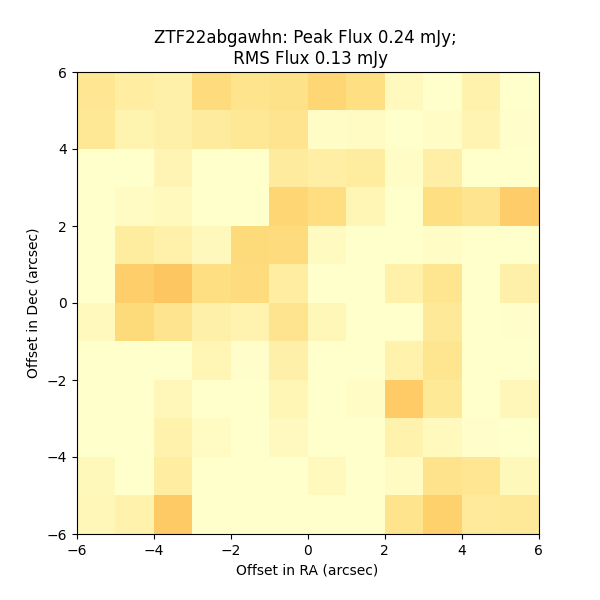 ZTF22abgawhn: Peak Flux 0.24 mJy;
RMS Flux 0.13 mJy
6
4
2
0
−2
−4
−6
Offset in Dec (arcsec)
−6 −4 −2 0 2 4 6
Offset in RA (arcsec)